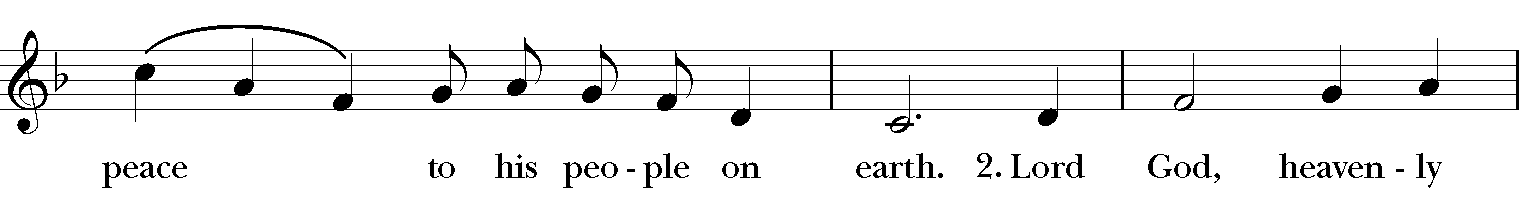 peace to his peo - ple on earth. 2. Lord God, heaven - ly